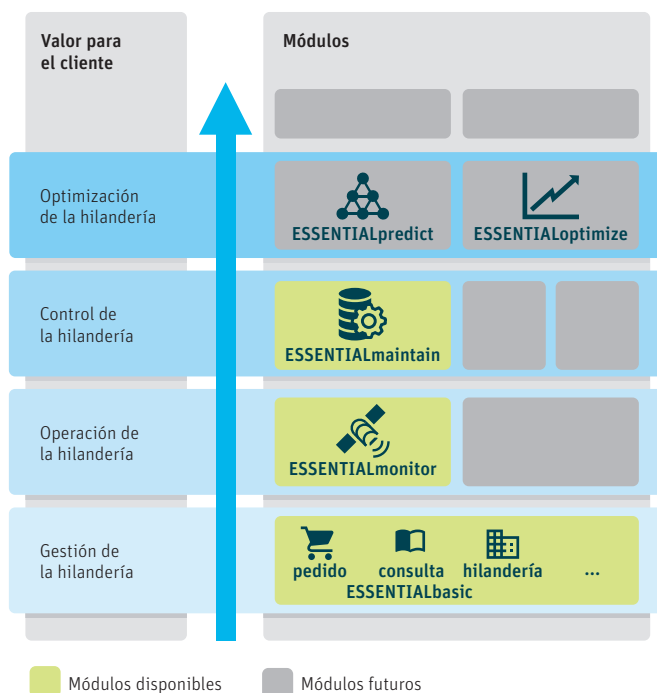 Valor para
el cliente
Módulos
Optimización
de la hilandería
ESSENTIALpredict
ESSENTIALoptimize
Control de
la hilandería
ESSENTIALmaintain
Operación de
la hilandería
ESSENTIALmonitor
Gestión de
la hilandería
pedido consulta hilandería ...
ESSENTIALbasic
Módulos disponibles
Módulos futuros